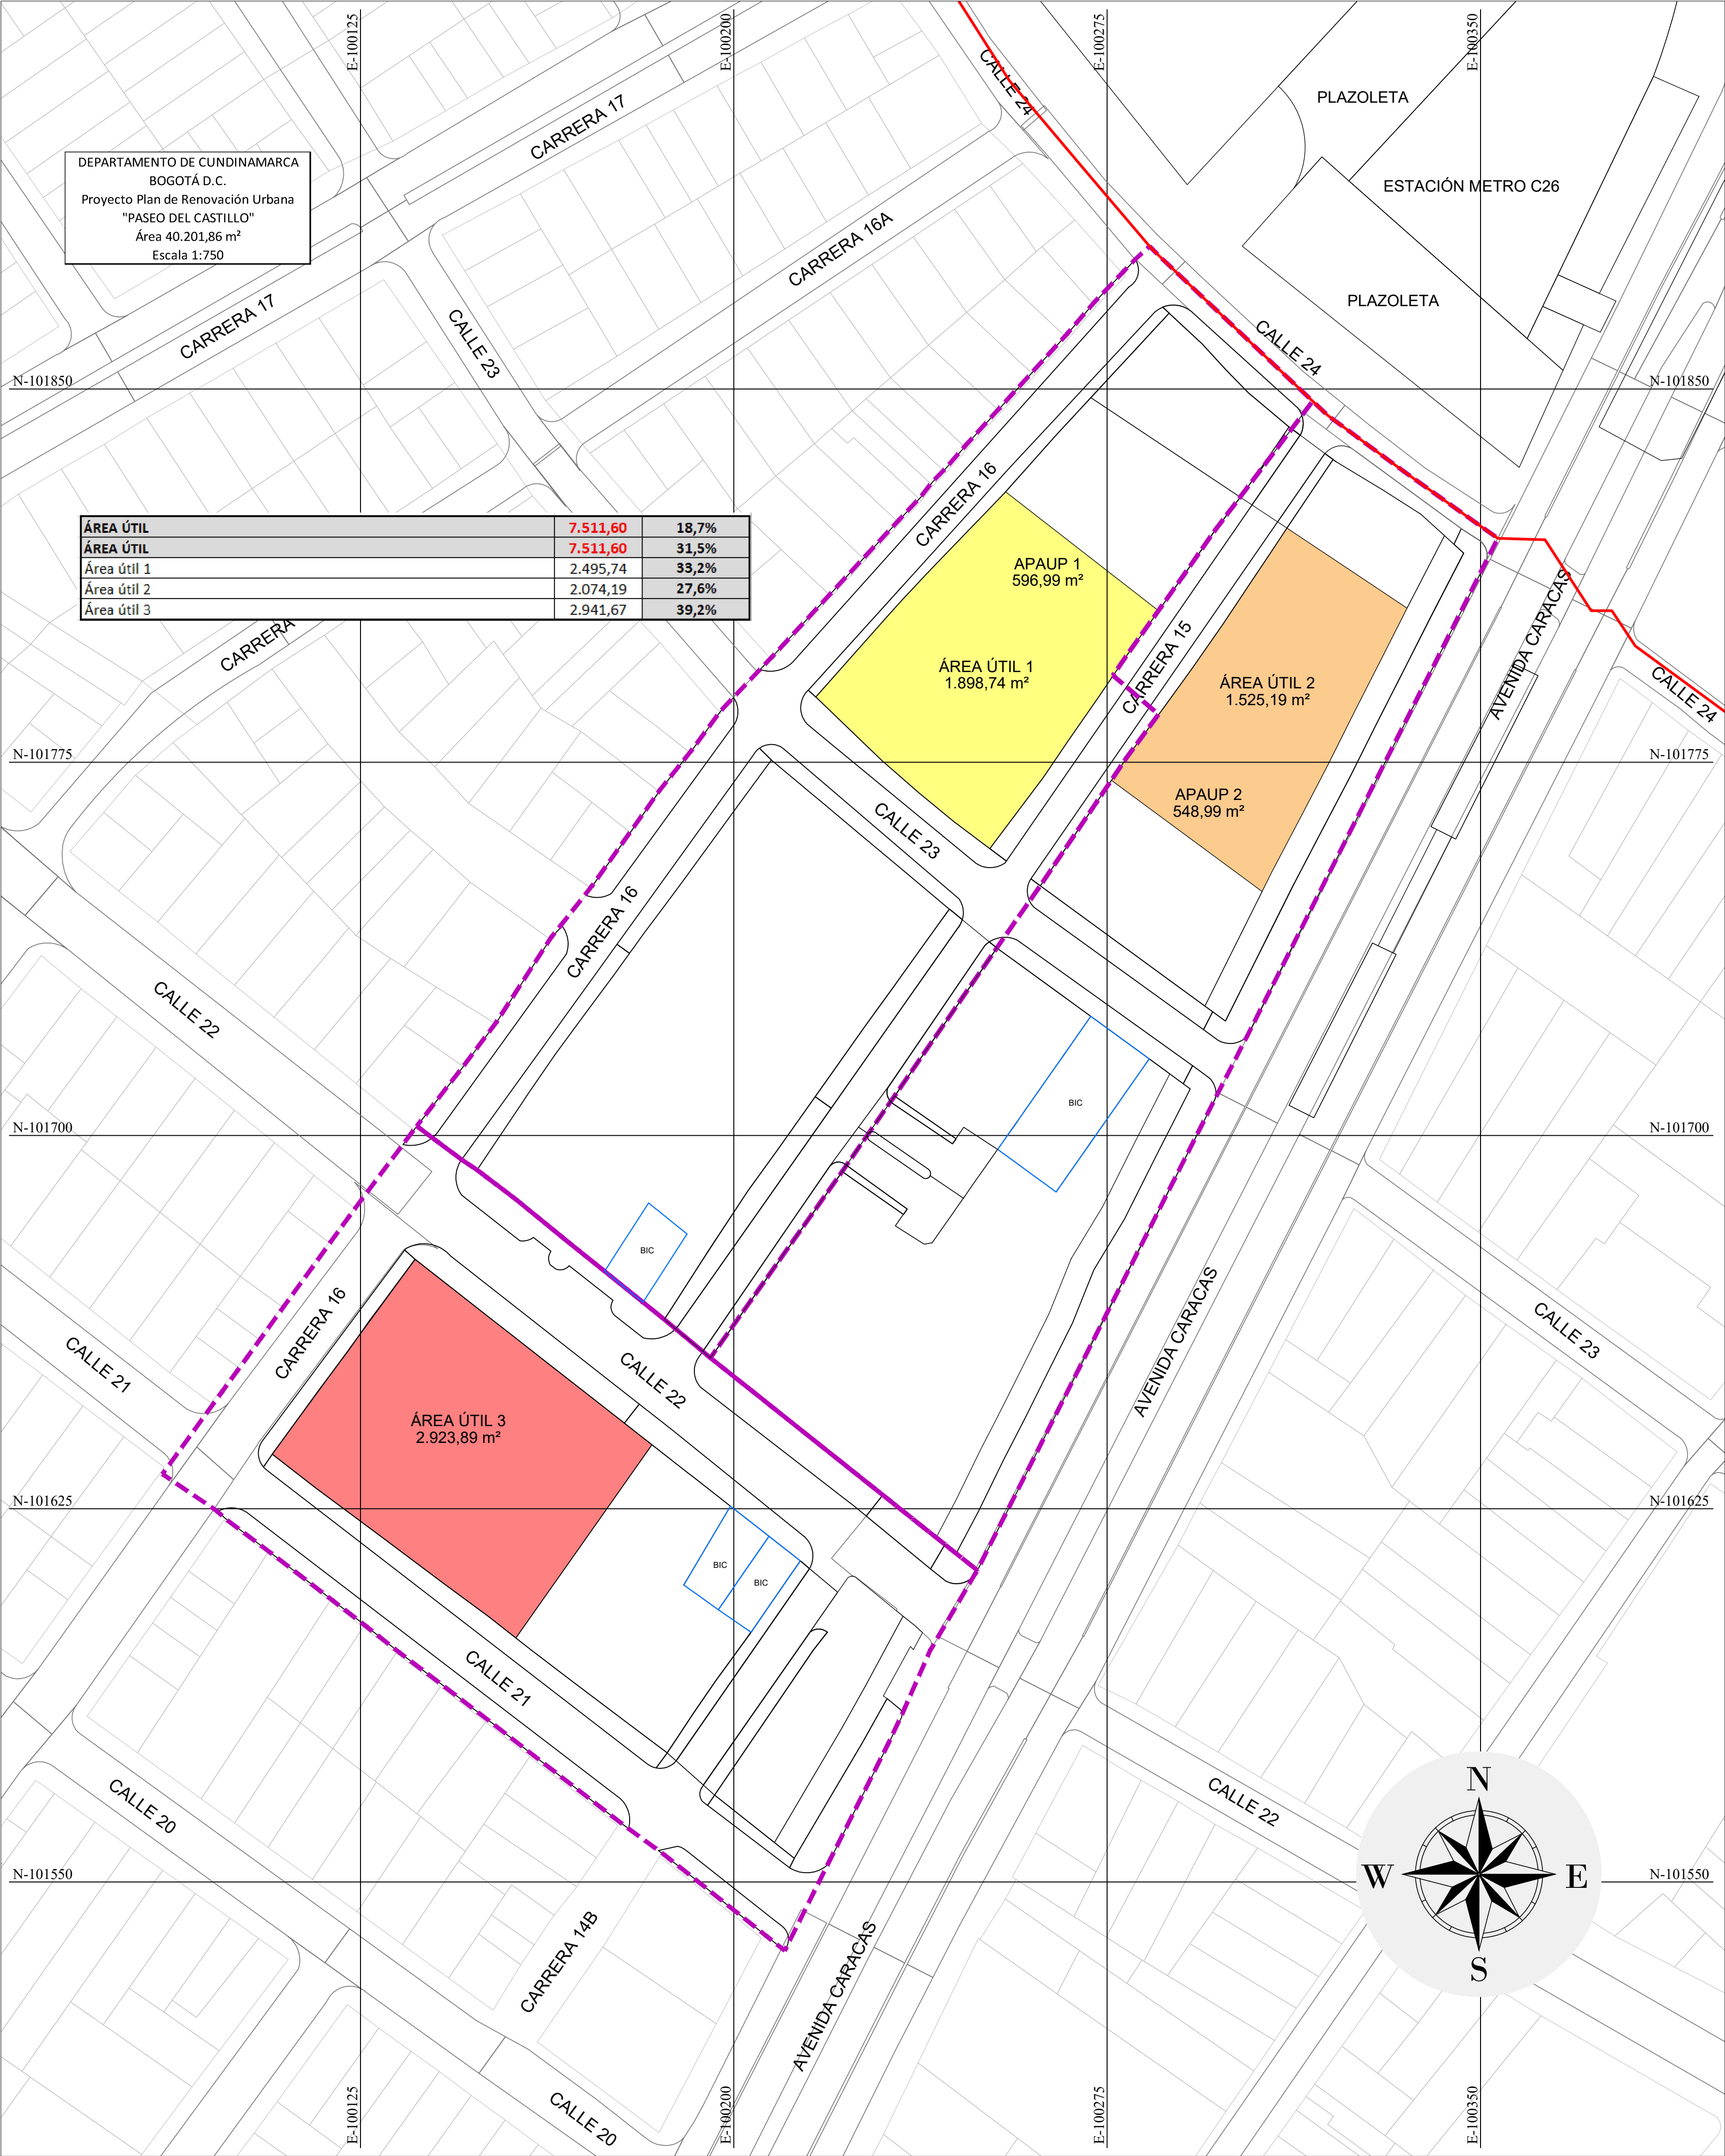 E-100125
E-100200
E-100275
E-100350
CALLE 24
PLAZOLETA
CARRERA 17
DEPARTAMENTO DE CUNDINAMARCA
BOGOTÁ D.C.
Proyecto Plan de Renovación Urbana
"PASEO DEL CASTILLO"
Área 40.201,86 m²
Escala 1:750
ESTACIÓN METRO C26
CARRERA 16A
PLAZOLETA
CARRERA 17
CALLE 23
CALLE 24
N-101850
N-101850
CARRERA 16
ÁREA ÚTIL 7.511,60 18,7%
ÁREA ÚTIL 7.511,60 31,5%
Área útil 1 2.495,74 33,2%
Área útil 2 2.074,19 27,6%
Área útil 3 2.941,67 39,2%
APAUP 1
596,99 m²
CARRERA
AVENIDA CARACAS
ÁREA ÚTIL 1
1.898,74 m²
CARRERA 15
ÁREA ÚTIL 2
1.525,19 m²
CALLE 24
N-101775
N-101775
APAUP 2
548,99 m²
CALLE 23
CARRERA 16
CALLE 22
BIC
N-101700
N-101700
BIC
CARRERA 16
AVENIDA CARACAS
CALLE 23
CALLE 21
CALLE 22
ÁREA ÚTIL 3
2.923,89 m²
N-101625
N-101625
BIC
BIC
CALLE 21
CALLE 20
CALLE 22
N
N-101550
W
E
N-101550
S
CARRERA 14B
AVENIDA CARACAS
CALLE 20
E-100125
E-100200
E-100275
E-100350